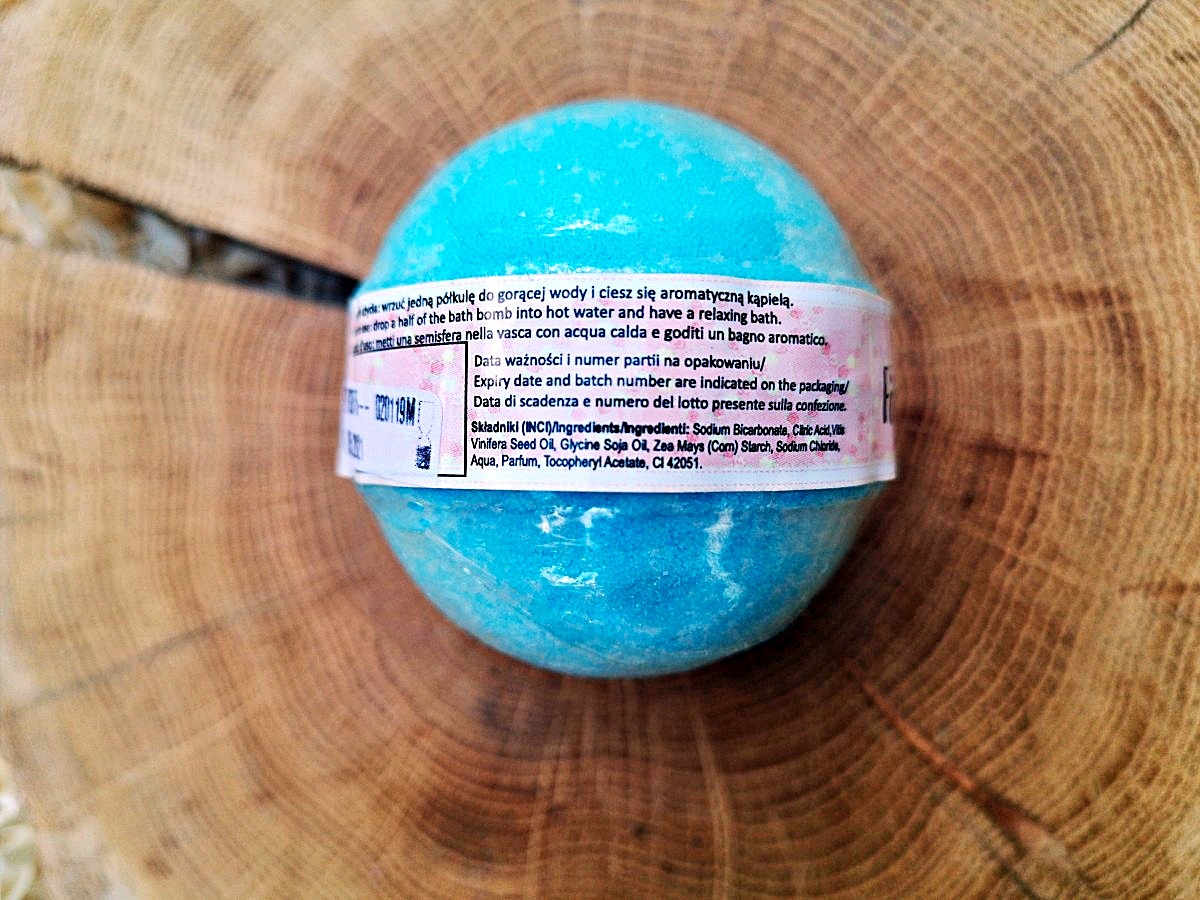 wrzuć jedną półkulę do gorącej wody i ciesz się aromatyczną kąpielą.
drop a half of the bath bomb into hot water and have a relaxing bath.
metti una semisfera nella vasca con acqua calda e goditi un bagno aromatico.
Data ważności i numer partii na opakowaniu/
Expiry date and batch number are indicated on the packaging/
Data di scadenza e numero del lotto presente sulla confezione.
020119M
Składniki (INCI)/Ingredients/Ingredienti: Sodium Bicarbonate, Citric Acid,Vitis
Vinifera Seed Oil, Glycine Soja Oil, Zea Mays (Corn) Starch, Sodium Chloride,
Aqua, Parfum, Tocopheryl Acetate, CI 42051.